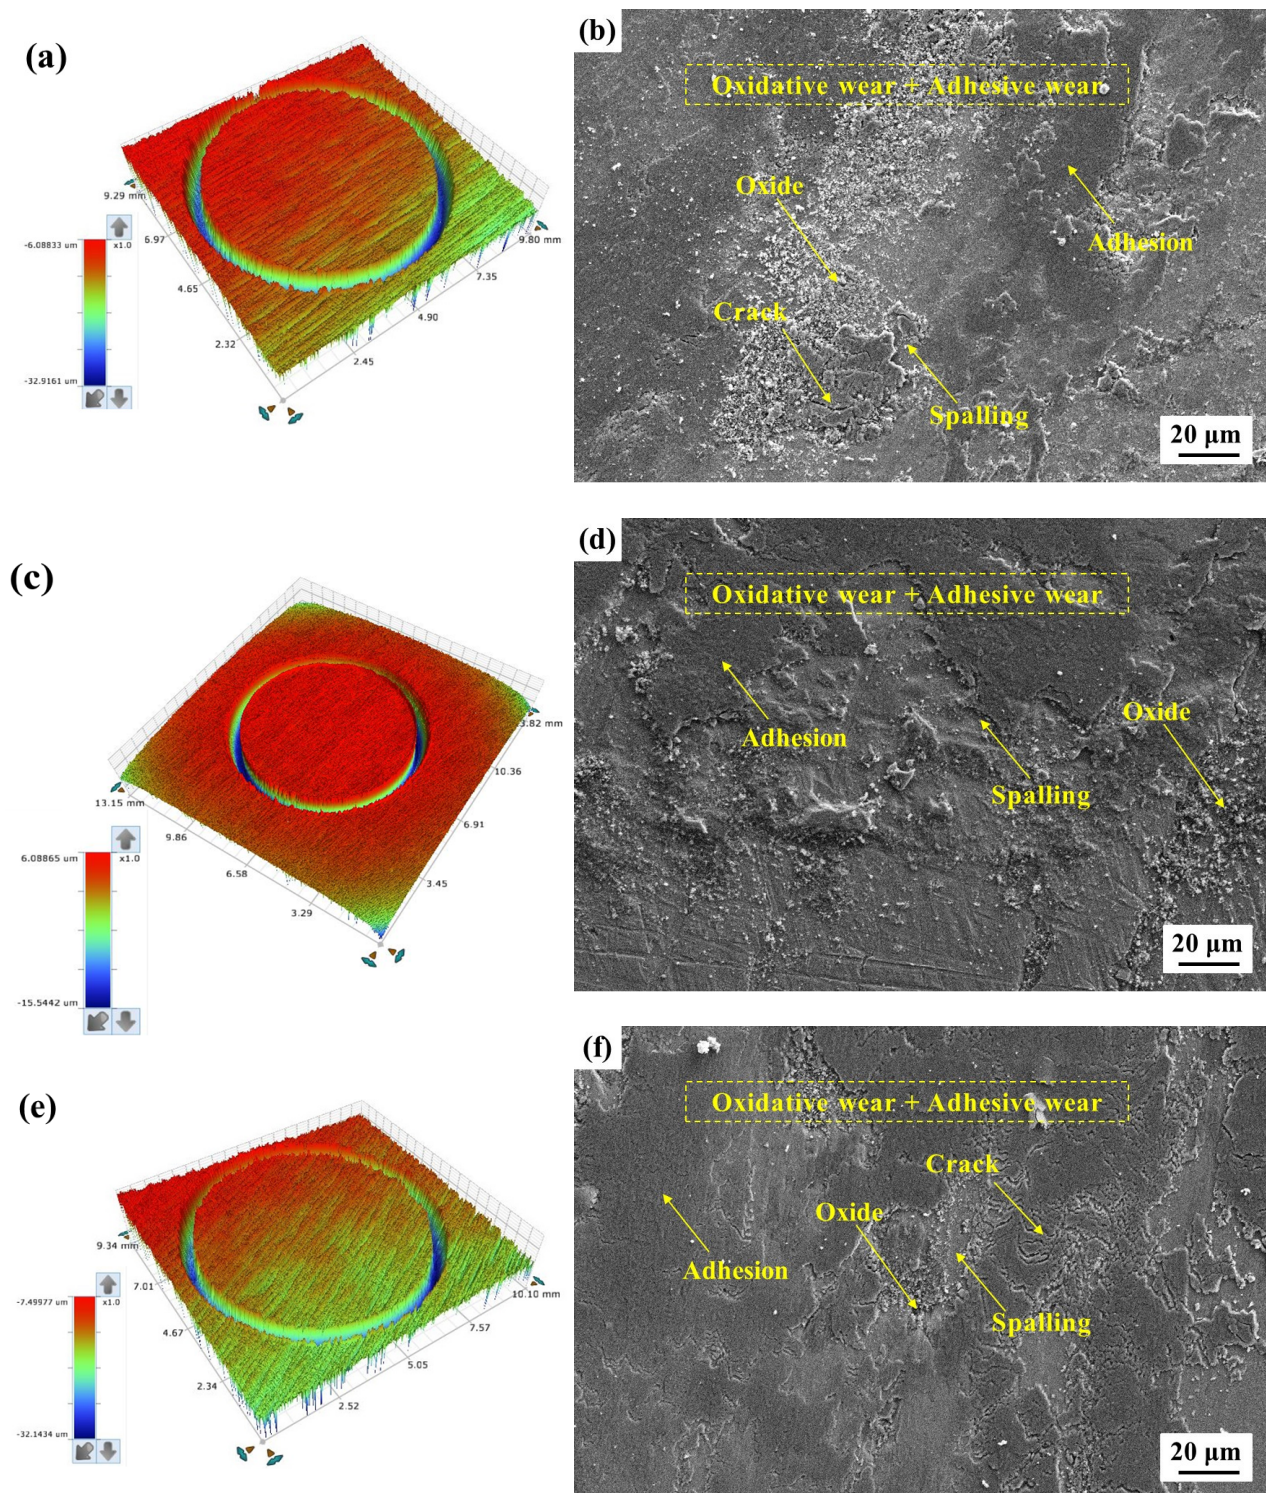 (a)
9.29 mm
6.97
4.65
2.32
2.45
4.90
7.35
9.80 mm
-6.08833 um
x1.0
-32.9161 um
(b)
Oxidative wear + Adhesive wear
Oxide
Adhesion
Crack
Spalling
20 μm
(c)
13.15 mm
9.86
6.58
3.29
3.45
6.91
10.36
3.82 mm
6.08865 um
x1.0
-15.5442 um
(d)
Oxidative wear + Adhesive wear
Oxide
Adhesion
Spalling
20 μm
(e)
9.34 mm
7.01
4.67
2.34
2.52
5.05
7.57
10.10 mm
-7.49977 um
x1.0
-32.1434 um
(f)
Oxidative wear + Adhesive wear
Crack
Oxide
Adhesion
Spalling
20 μm